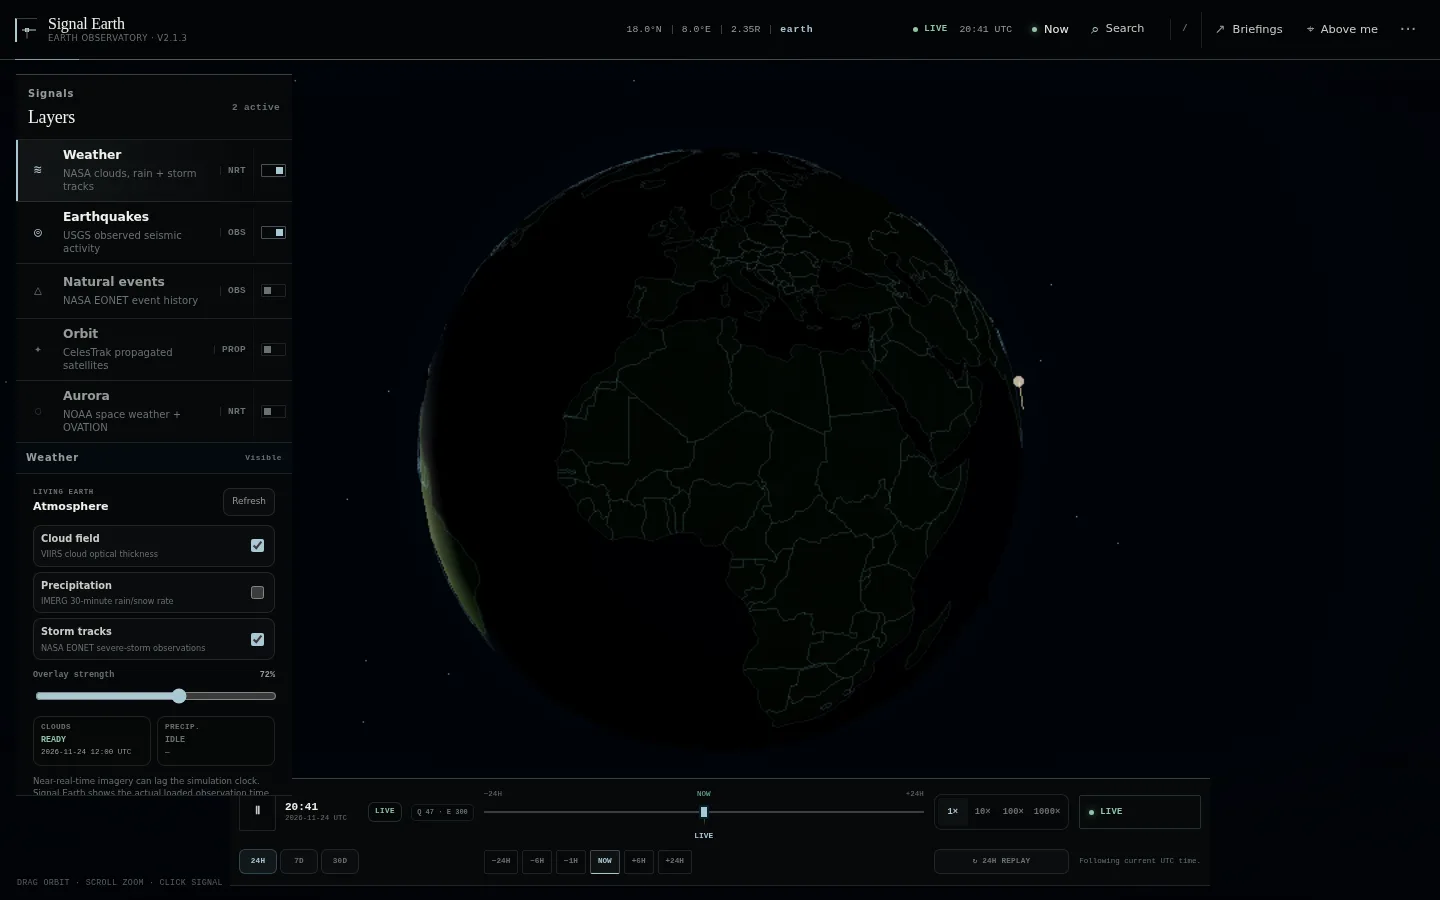 Signal Earth
EARTH OBSERVATORY · V2.1.3
18.0°N | 8.0°E | 2.35R | earth
LIVE 20:41 UTC
Now
Search
/
Briefings
Above me
Signals
Layers
2 active
Weather
NASA clouds, rain + storm
tracks
NRT
Earthquakes
USGS observed seismic
activity
OBS
Natural events
NASA EONET event history
OBS
Orbit
CelesTrak propagated
satellites
PROP
Aurora
NOAA space weather +
OVATION
NRT
Weather
Visible
LIVING EARTH
Atmosphere
Refresh
Cloud field
VIIRS cloud optical thickness
Precipitation
IMERG 30-minute rain/snow rate
Storm tracks
NASA EONET severe-storm observations
Overlay strength
72%
CLOUDS
READY
2026-11-24 12:00 UTC
PRECIP.
IDLE
—
Near-real-time imagery can lag the simulation clock.
Signal Earth shows the actual loaded observation time
20:41
2026-11-24 UTC
LIVE
Q 47 · E 300
−24H
NOW
+24H
LIVE
1× 10× 100× 1000×
LIVE
24H 7D 30D
−24H −6H −1H NOW +6H +24H
↻ 24H REPLAY
Following current UTC time.
DRAG ORBIT · SCROLL ZOOM · CLICK SIGNAL